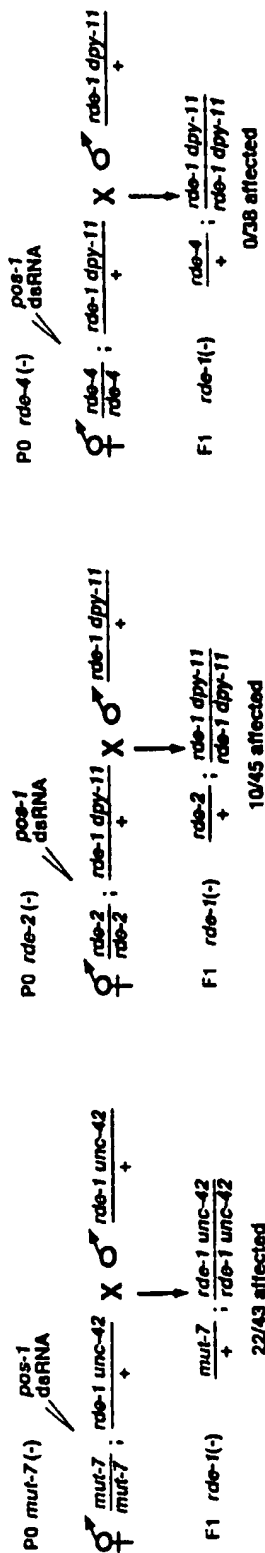 pos-1
dsRNA
P0 mut-7 (-)
mut-7
mut-7
;
rde-1 unc-42
+
X
rde-1 unc-42
+
F1 rde-1(-)
mut-7
+
;
rde-1 unc-42
rde-1 unc-42
22/43 affected
pos-1
dsRNA
P0 rde-2 (-)
rde-2
rde-2
;
rde-1 dpy-11
+
X
rde-1 dpy-11
+
F1 rde-1(-)
rde-2
+
;
rde-1 dpy-11
rde-1 dpy-11
10/45 affected
pos-1
dsRNA
P0 rde-4 (-)
rde-4
rde-4
;
rde-1 dpy-11
+
X
rde-1 dpy-11
+
F1 rde-1(-)
rde-4
+
;
rde-1 dpy-11
rde-1 dpy-11
0/38 affected